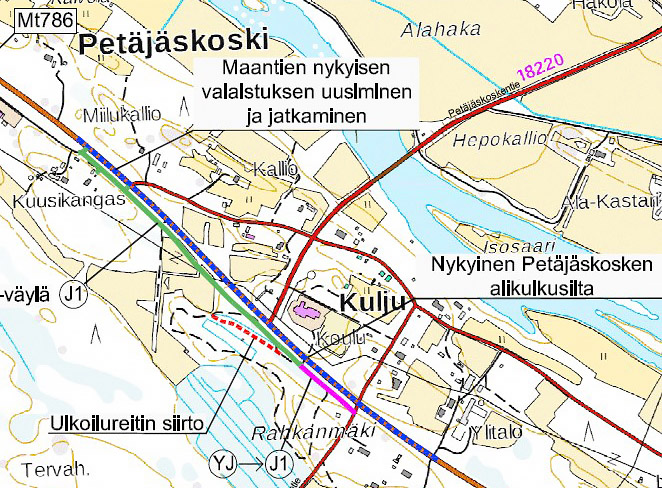 Mt786
Petäjäskoski
Alahaka
Maantien nykyisen
valaistuksen uusiminen
ja jatkaminen
18220
Petäjäskoskentie
Miilukallio
Hepokallio
Kallio
Kuusikangas
Ala-Kastari
Isosaari
Nykyinen Petäjäskosken
alikulkusilta
-väylä J1
Kulju
Koulu
Ulkoilureitin siirto
Rahkanmäki
Ylitalo
YJ J1
Tervah.